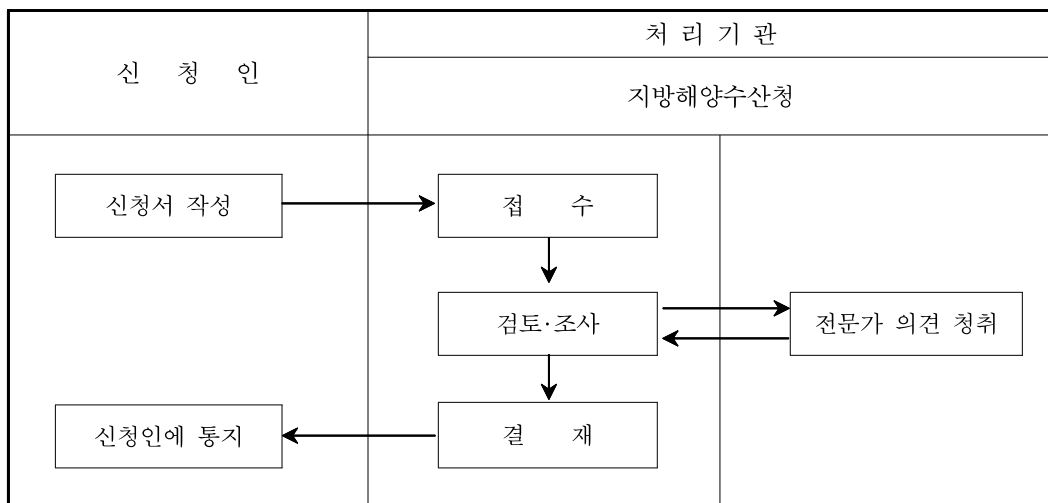 신 청 인
처 리 기 관
지방해양수산청
신청서 작성
접 수
검토·조사
전문가 의견 청취
결 재
신청인에 통지